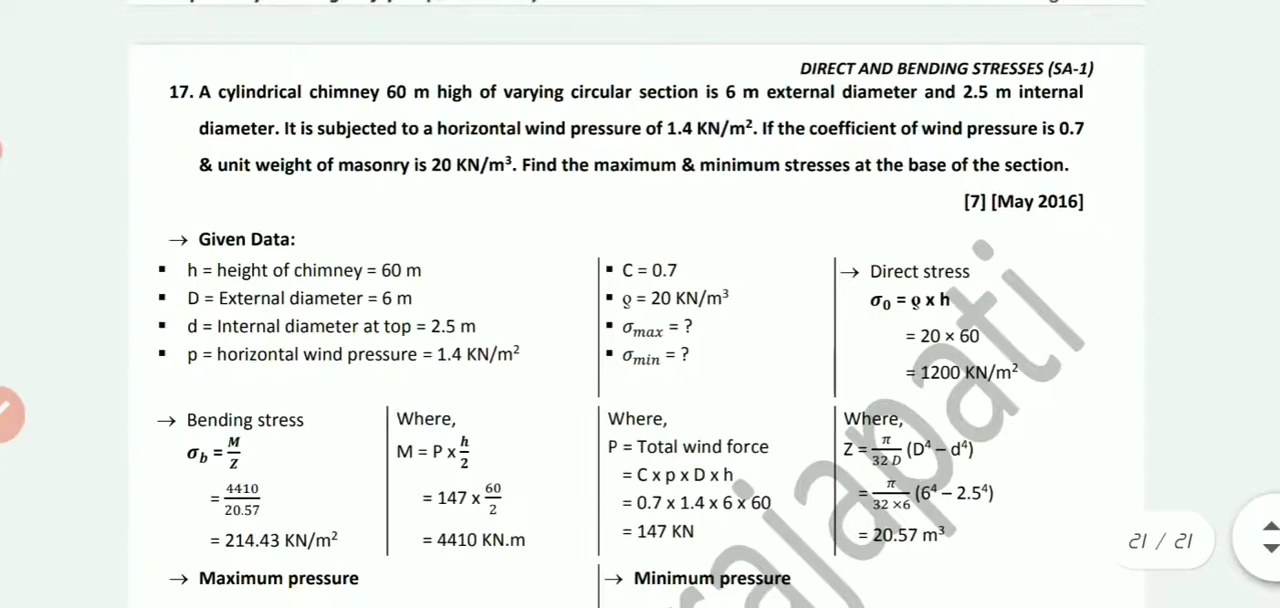 DIRECT AND BENDING STRESSES (SA-1)
17. A cylindrical chimney 60 m high of varying circular section is 6 m external diameter and 2.5 m internal
diameter. It is subjected to a horizontal wind pressure of 1.4 KN/m². If the coefficient of wind pressure is 0.7
& unit weight of masonry is 20 KN/m³. Find the maximum & minimum stresses at the base of the section.
[7] [May 2016]
→ Given Data:
▪ h = height of chimney = 60 m
▪ D = External diameter = 6 m
▪ d = Internal diameter at top = 2.5 m
▪ p = horizontal wind pressure = 1.4 KN/m²
▪ C = 0.7
▪ ϱ = 20 KN/m³
▪ σmax = ?
▪ σmin = ?
→ Direct stress
σ₀ = ϱ x h
= 20 × 60
= 1200 KN/m²
→ Bending stress
σb = M/Z
= 4410/20.57
= 214.43 KN/m²
Where,
M = P x h/2
= 147 x 60/2
= 4410 KN.m
Where,
P = Total wind force
= C x p x D x h
= 0.7 x 1.4 x 6 x 60
= 147 KN
Where,
Z = π/32 D (D⁴ – d⁴)
= π/32 ×6 (6⁴ – 2.5⁴)
= 20.57 m³
→ Maximum pressure
→ Minimum pressure
ajapati
21 / 21